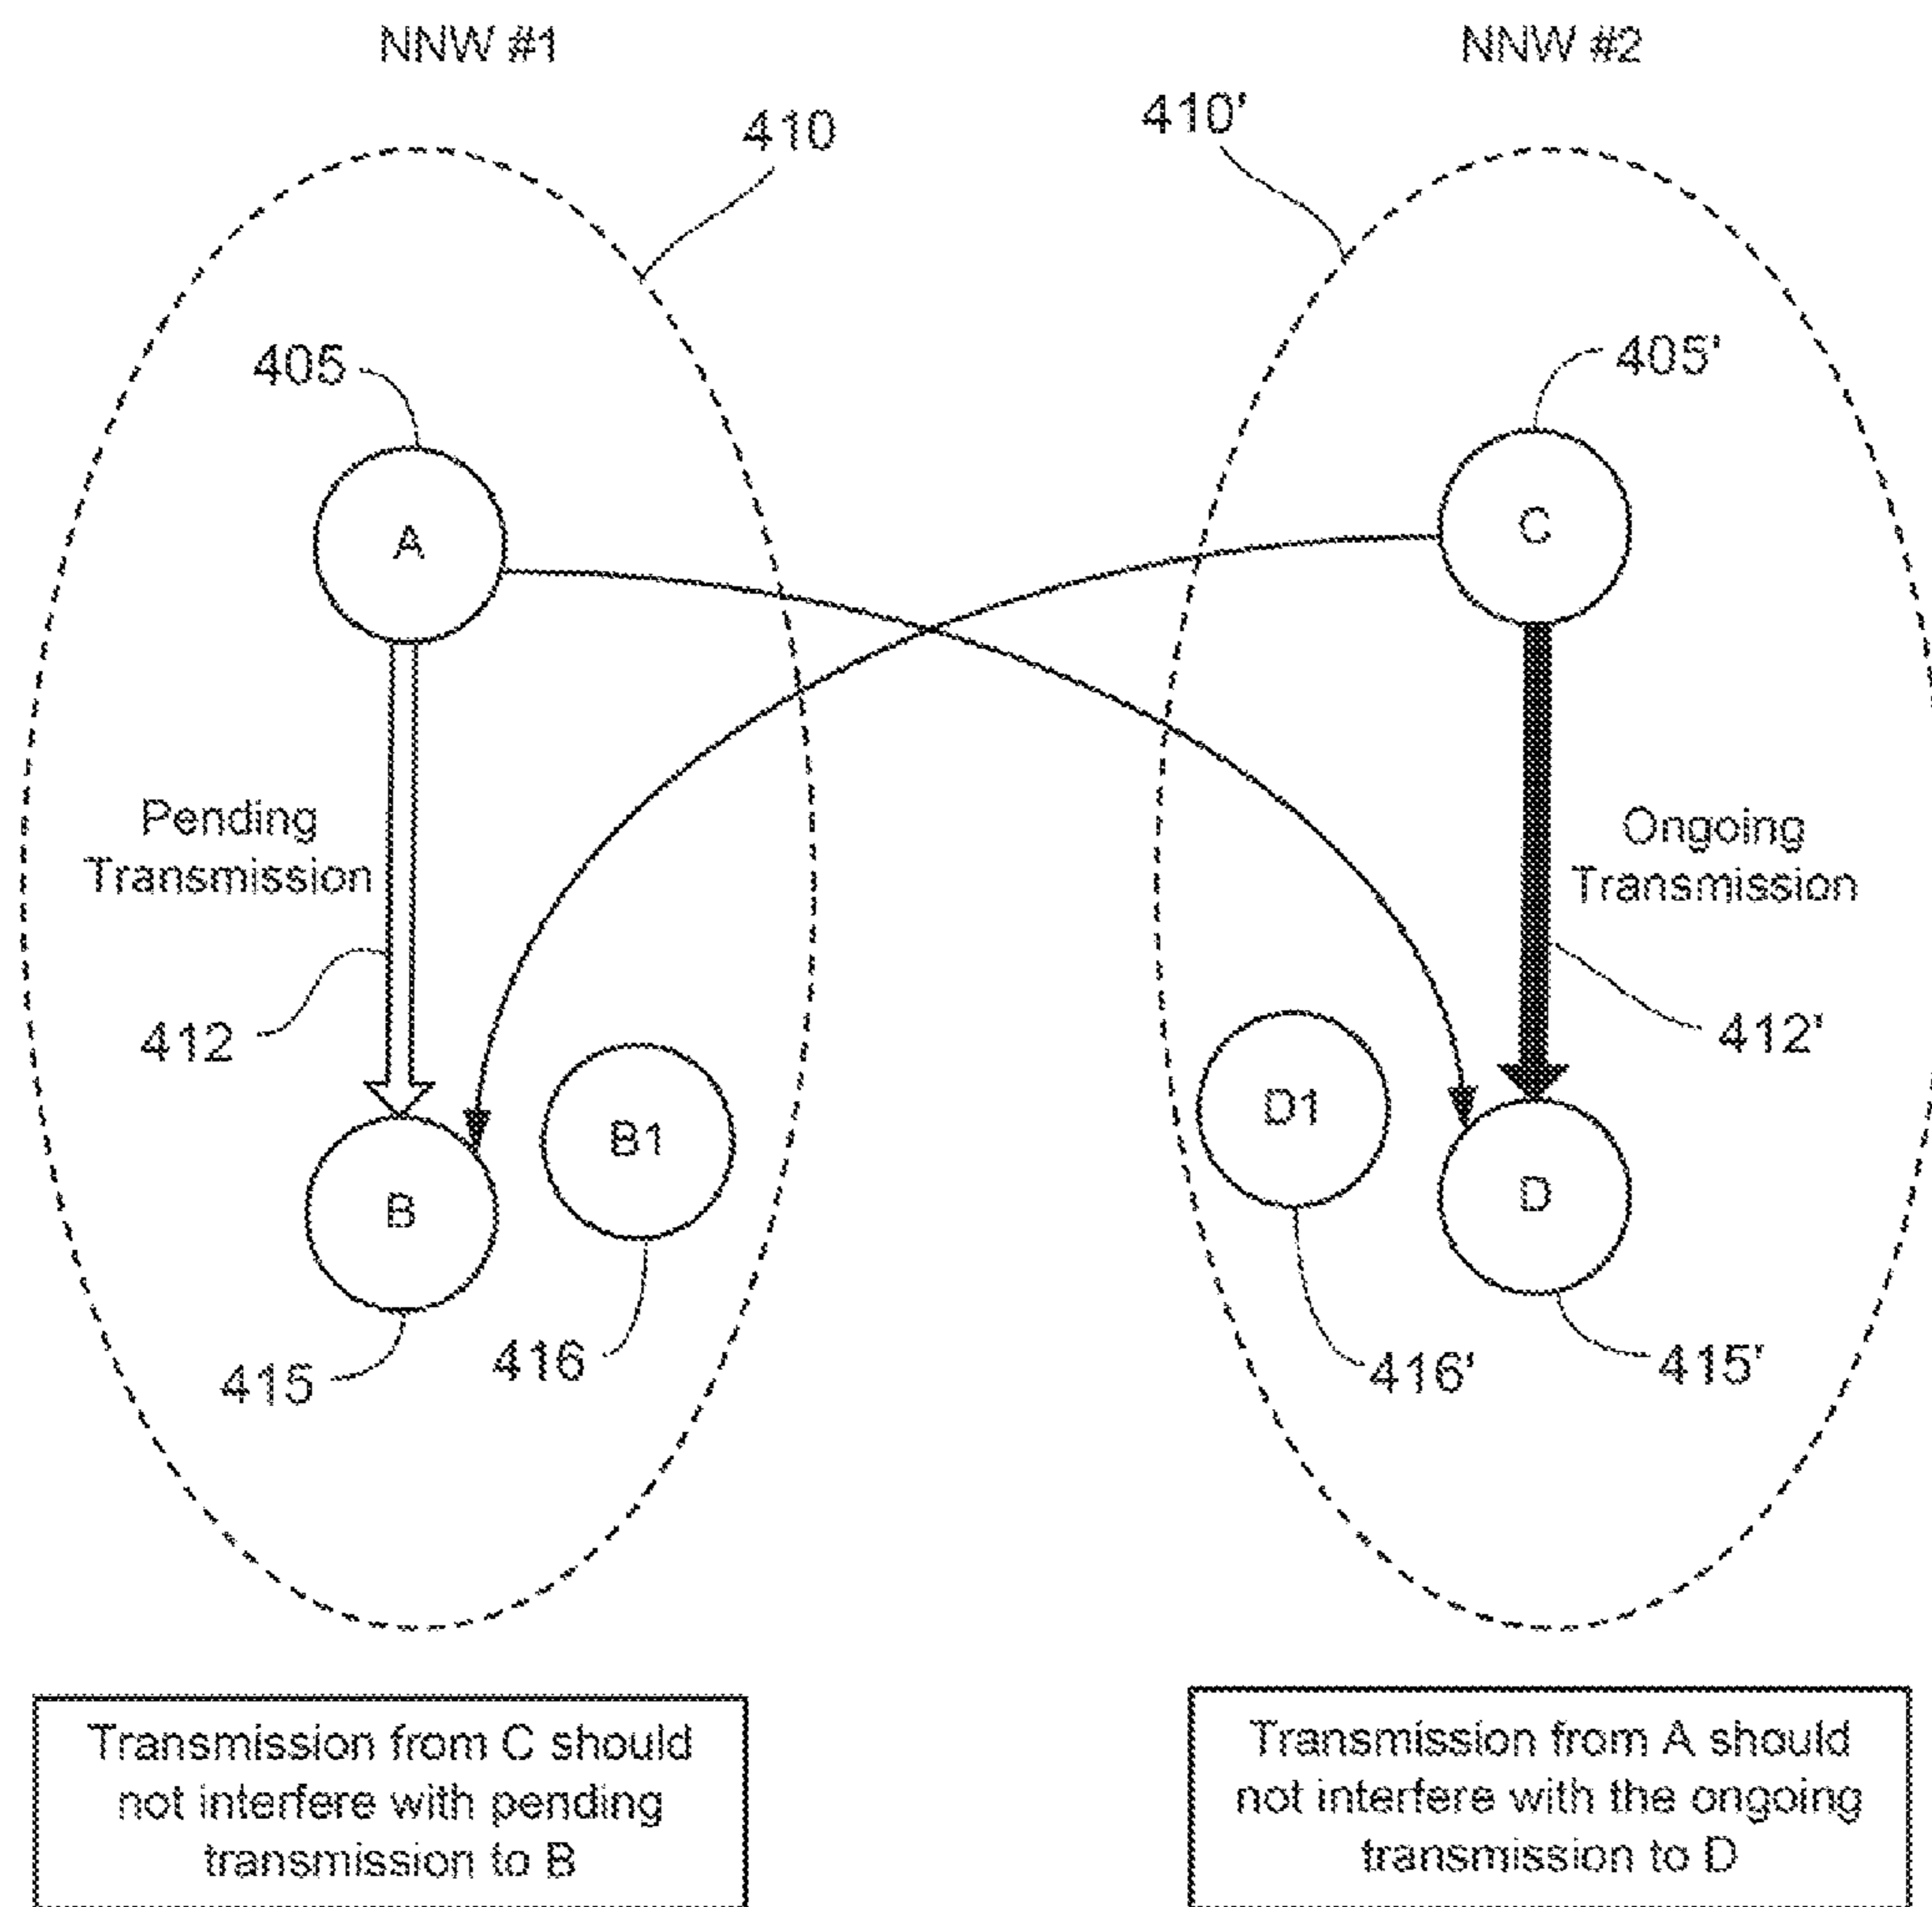 NNW #1
NNW #2
410
410'
405
405'
A
C
Pending
Transmission
Ongoing
Transmission
412
412'
B
B1
D1
D
415
416
416'
415'
Transmission from C should
not interfere with pending
transmission to B
Transmission from A should
not interfere with the ongoing
transmission to D